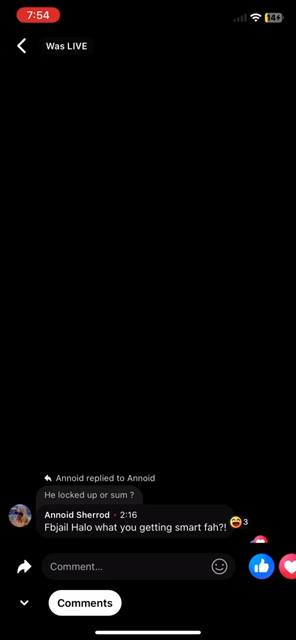 7:54
14
Was LIVE
Annoid replied to Annoid
He locked up or sum ?
Annoid Sherrod • 2:16
Fbjail Halo what you getting smart fah?!
3
Comment...
Comments